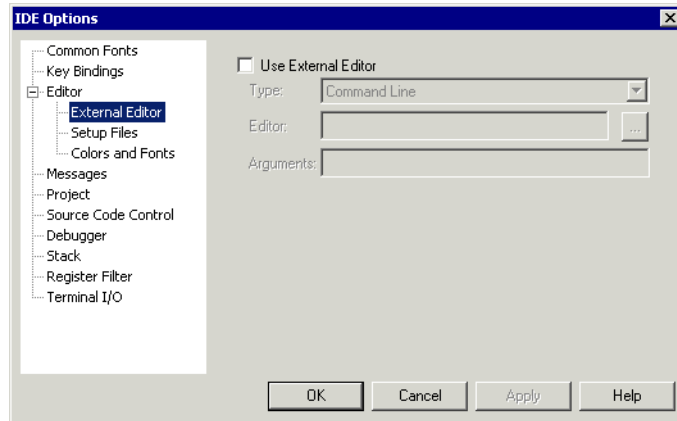 IDE Options
Common Fonts
Key Bindings
Editor
External Editor
Setup Files
Colors and Fonts
Messages
Project
Source Code Control
Debugger
Stack
Register Filter
Terminal I/O
Use External Editor
Type: Command Line
Editor: ...
Arguments:
OK Cancel Apply Help